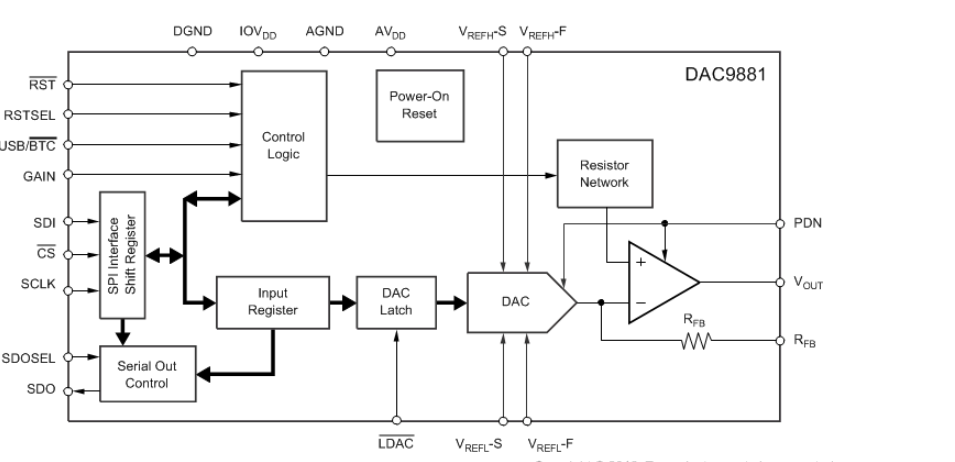 DGND IOVDD AGND AVDD VREFH-S VREFH-F
DAC9881
RST
RSTSEL
USB/BTC
GAIN
SDI
CS
SCLK
SDOSEL
SDO
Control
Logic
Power-On
Reset
Resistor
Network
SPI Interface
Shift Register
Input
Register
DAC
Latch
DAC
Serial Out
Control
RFB
PDN
VOUT
RFB
LDAC VREFL-S VREFL-F